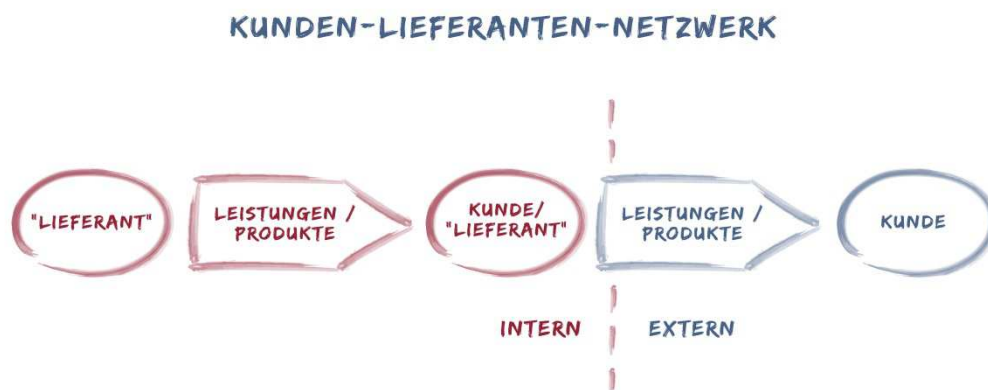 KUNDEN-LIEFERANTEN-NETZWERK
"LIEFERANT"
LEISTUNGEN /
PRODUKTE
KUNDE/
"LIEFERANT"
LEISTUNGEN /
PRODUKTE
KUNDE
INTERN
EXTERN